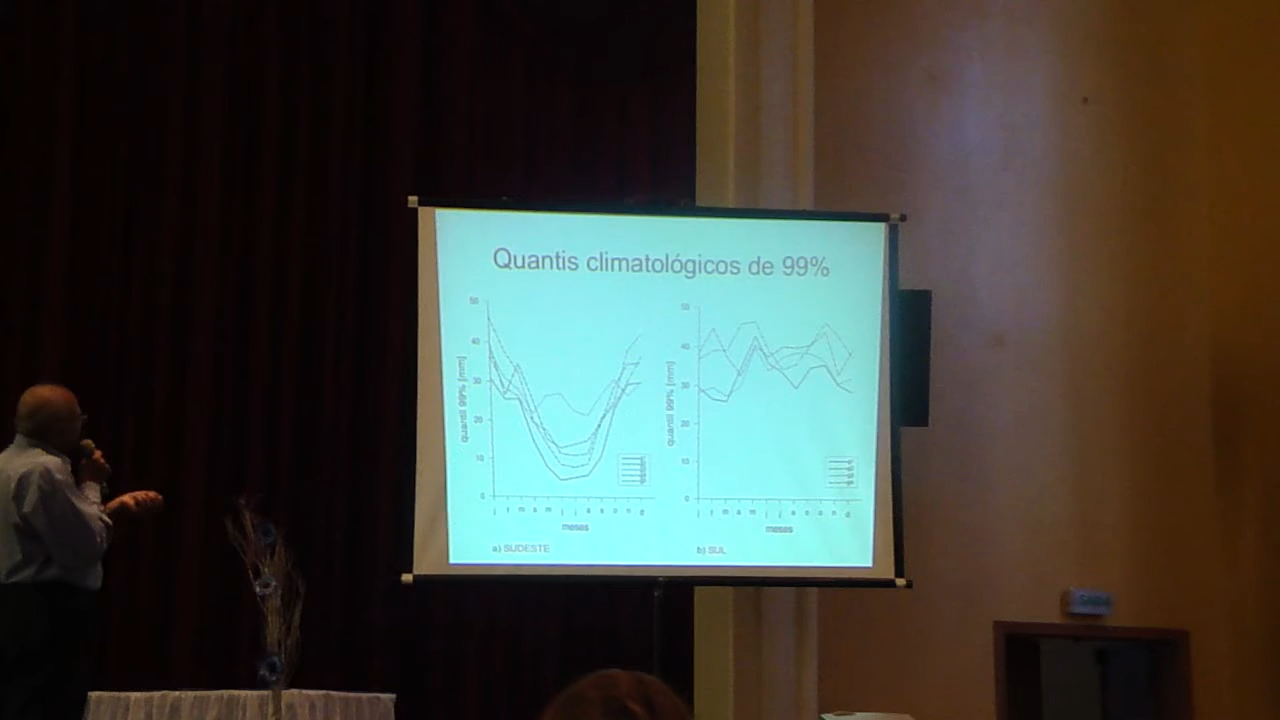 Quantis climatológicos de 99%
50
40
30
20
10
0
quantil 99% [mm]
j f m a m j j a s o n d
meses
a) SUDESTE
50
40
30
20
10
0
quantil 99% [mm]
j f m a m j j a s o n d
meses
b) SUL